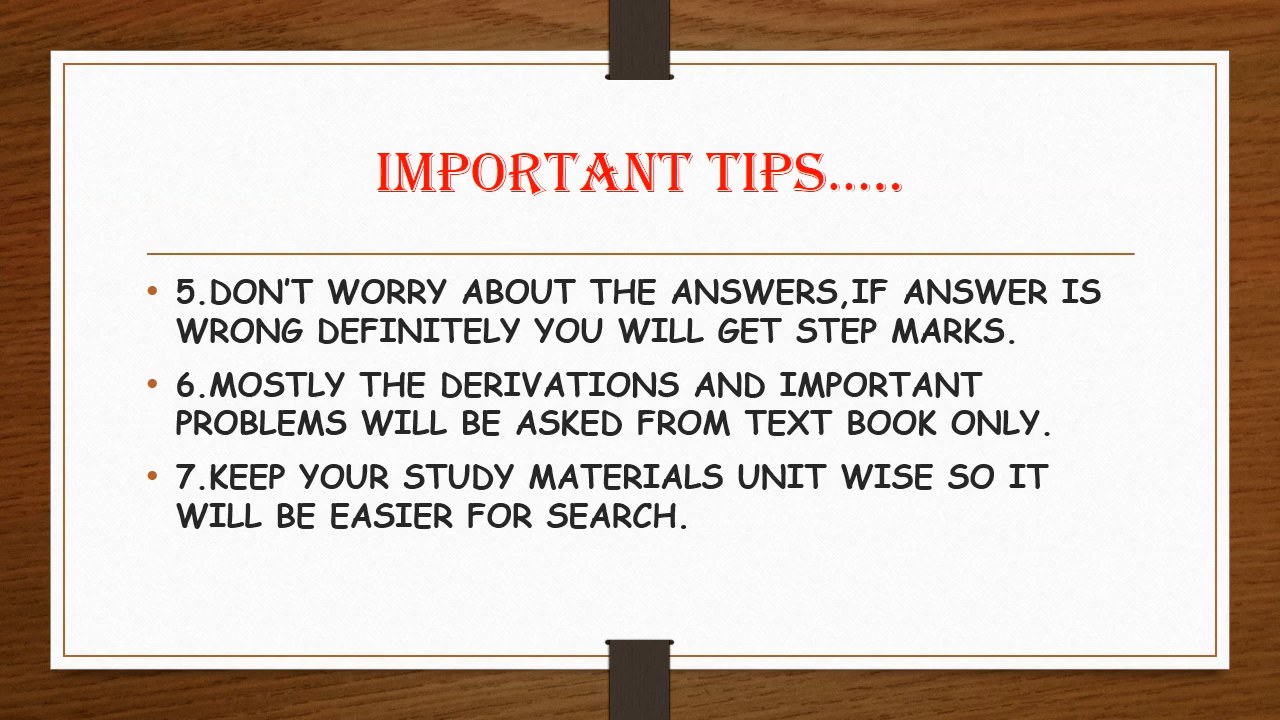 IMPORTANT TIPS.....
• 5.DON'T WORRY ABOUT THE ANSWERS,IF ANSWER IS
WRONG DEFINITELY YOU WILL GET STEP MARKS.
• 6.MOSTLY THE DERIVATIONS AND IMPORTANT
PROBLEMS WILL BE ASKED FROM TEXT BOOK ONLY.
• 7.KEEP YOUR STUDY MATERIALS UNIT WISE SO IT
WILL BE EASIER FOR SEARCH.